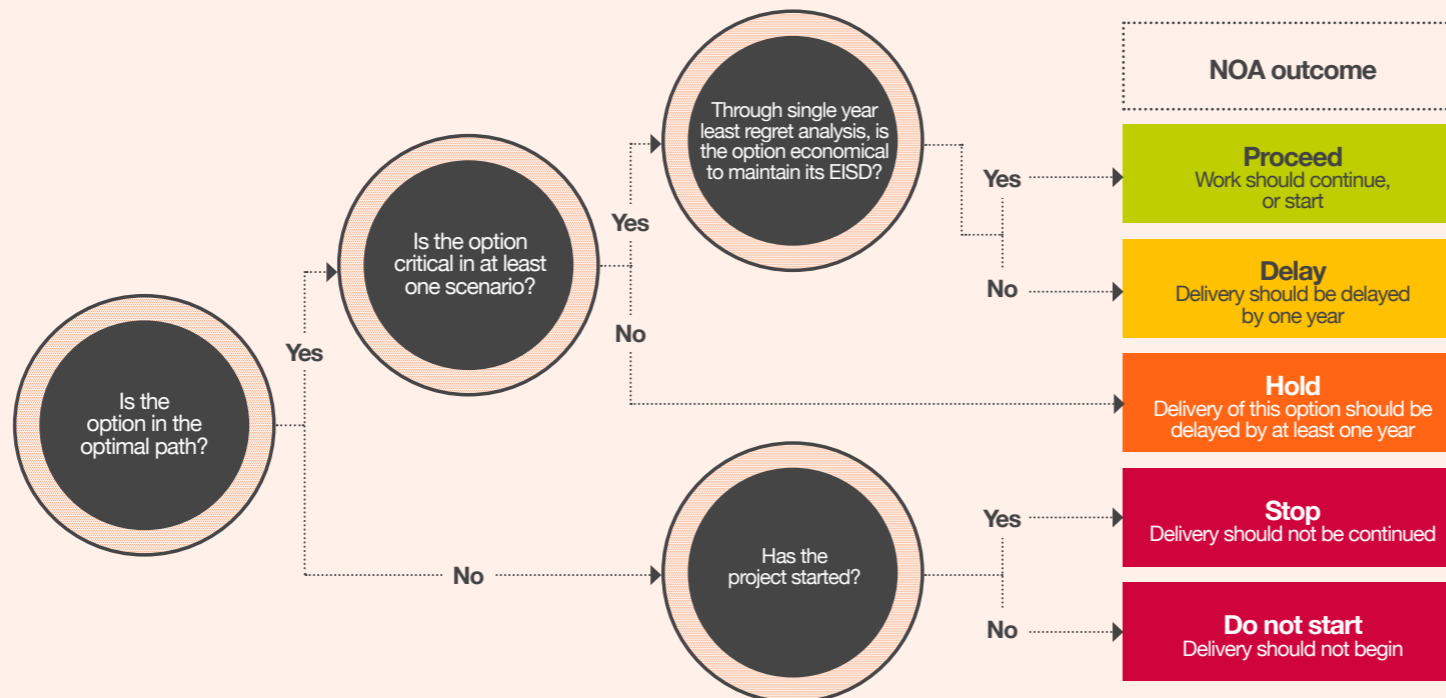 Is the
option in the
optimal path?
Yes
No
Is the option
critical in at least
one scenario?
Yes
No
Through single year
least regret analysis, is
the option economical
to maintain its EISD?
Yes
No
Has the
project started?
Yes
No
NOA outcome
Proceed
Work should continue,
or start
Delay
Delivery should be delayed
by one year
Hold
Delivery of this option should be
delayed by at least one year
Stop
Delivery should not be continued
Do not start
Delivery should not begin